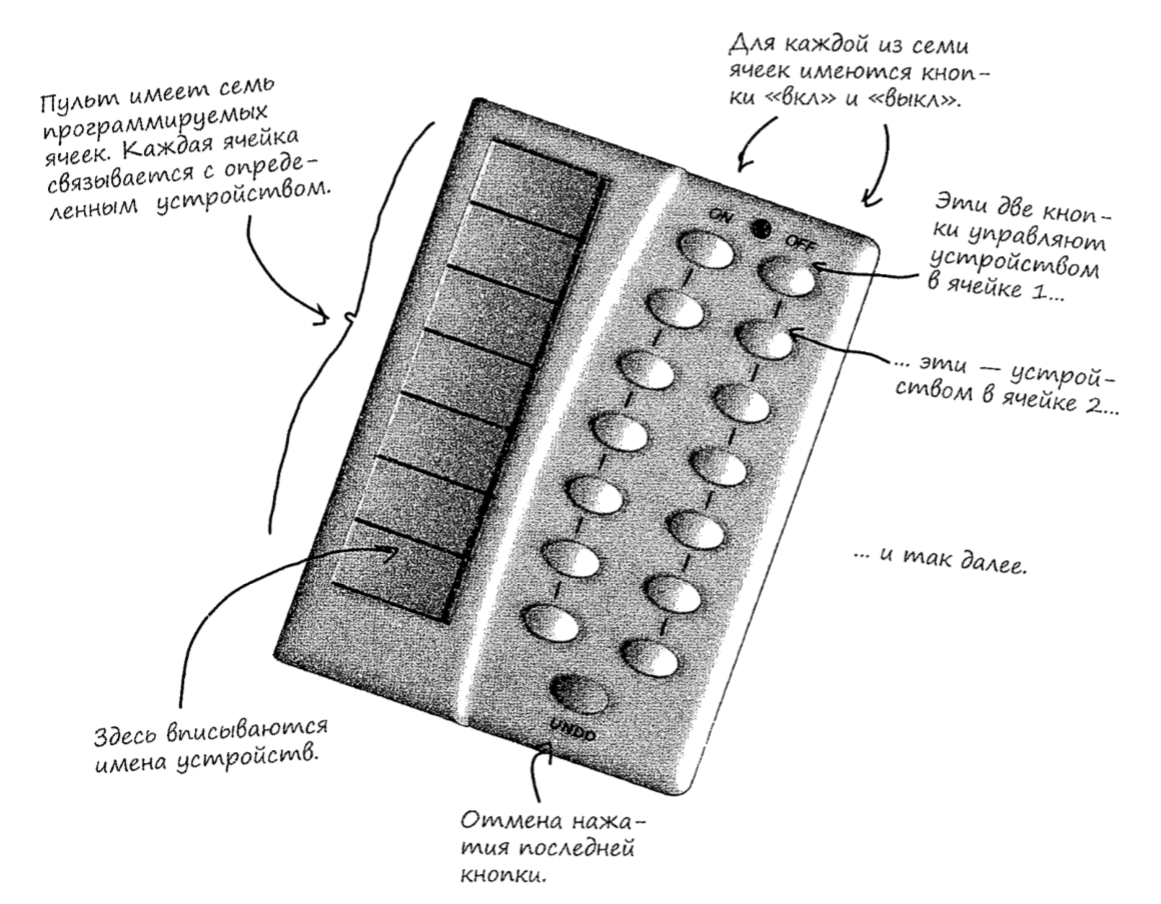 Для каждой из семи
ячеек имеются кноп-
ки «вкл» и «выкл».
Пульт имеет семь
программируемых
ячеек. Каждая ячейка
связывается с опреде-
ленным устройством.
ON
OFF
Эти две кноп-
ки управляют
устройством
в ячейке 1...
... эти — устрой-
ством в ячейке 2...
... и так далее.
Здесь вписываются
имена устройств.
UNDO
Отмена нажа-
тия последней
кнопки.